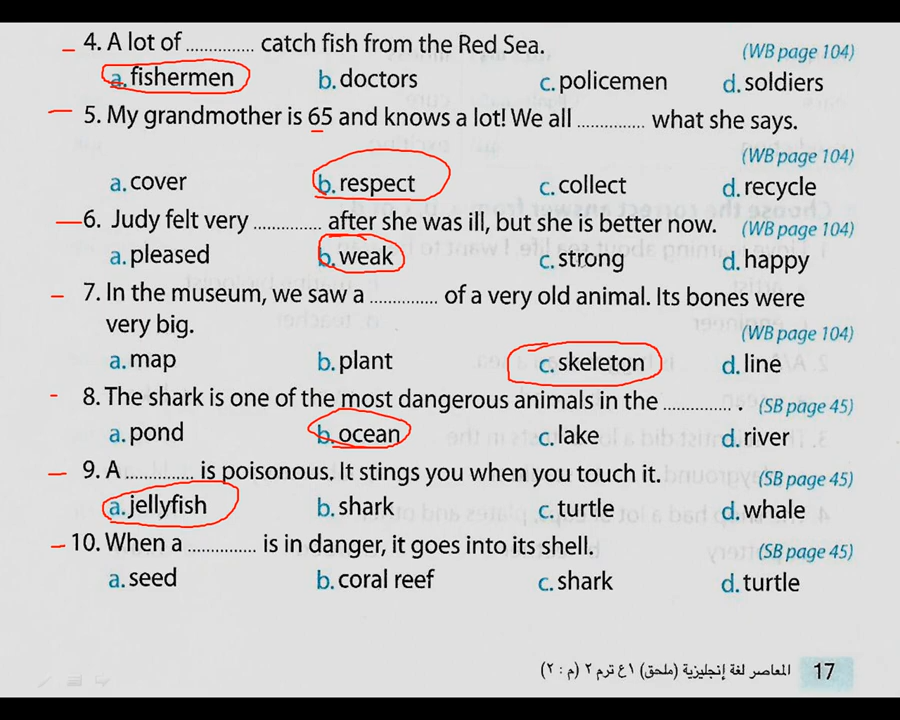 4. A lot of .............. catch fish from the Red Sea. (WB page 104)
a. fishermen b. doctors c. policemen d. soldiers
5. My grandmother is 65 and knows a lot! We all .............. what she says.
(WB page 104)
a. cover b. respect c. collect d. recycle
6. Judy felt very .............. after she was ill, but she is better now. (WB page 104)
a. pleased b. weak c. strong d. happy
7. In the museum, we saw a .............. of a very old animal. Its bones were
very big. (WB page 104)
a. map b. plant c. skeleton d. line
8. The shark is one of the most dangerous animals in the .............. . (SB page 45)
a. pond b. ocean c. lake d. river
9. A .............. is poisonous. It stings you when you touch it. (SB page 45)
a. jellyfish b. shark c. turtle d. whale
10. When a .............. is in danger, it goes into its shell. (SB page 45)
a. seed b. coral reef c. shark d. turtle
المعاصر لغة إنجليزية (ملحق) ١ع ترم ٢ (م : ٢) 17